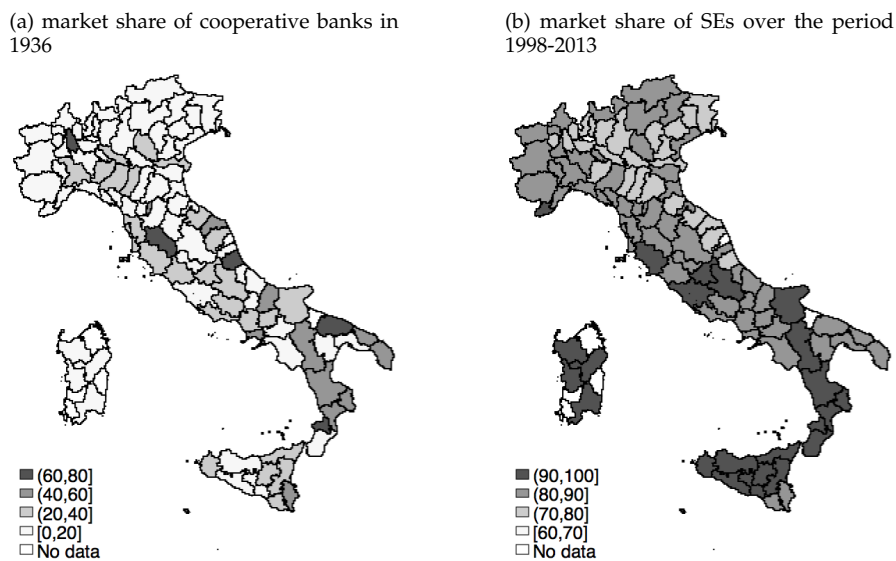 (a) market share of cooperative banks in
1936
(60,80]
(40,60]
(20,40]
[0,20]
No data
(b) market share of SEs over the period
1998-2013
(90,100]
(80,90]
(70,80]
[60,70]
No data